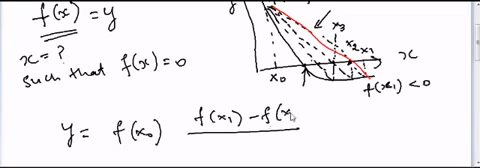 f(x) = y
x = ?
such that f(x) = 0
y
x₃
x₂ x₁
x
x₀
f(x₁) < 0
y = f(x₀) f(x₁) - f(x